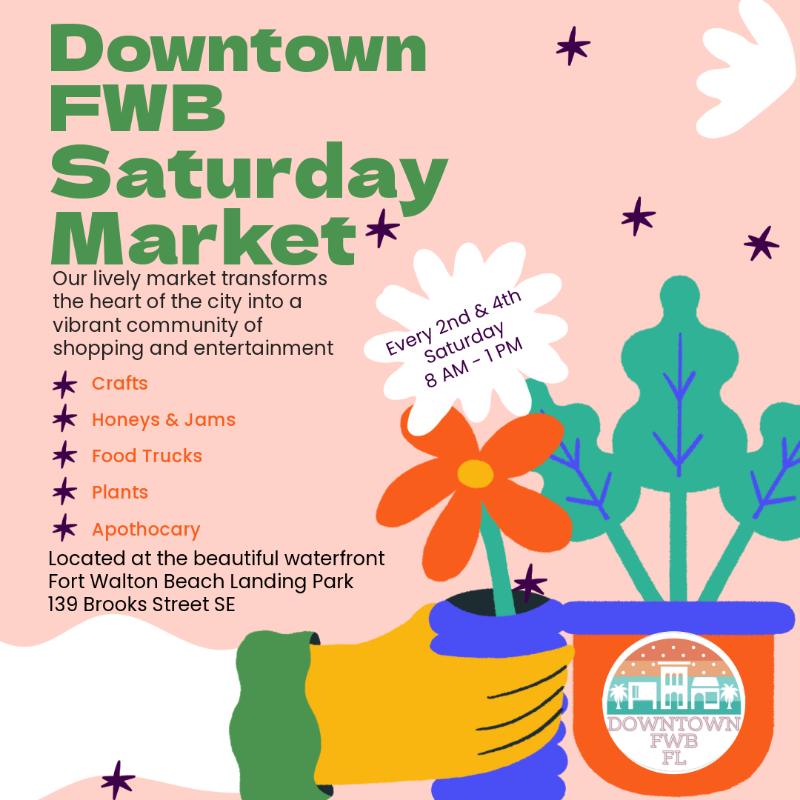 Downtown
FWB
Saturday
Market
Our lively market transforms
the heart of the city into a
vibrant community of
shopping and entertainment
Every 2nd & 4th
Saturday
8 AM - 1 PM
Crafts
Honeys & Jams
Food Trucks
Plants
Apothocary
Located at the beautiful waterfront
Fort Walton Beach Landing Park
139 Brooks Street SE
DOWNTOWN
FWB
FL